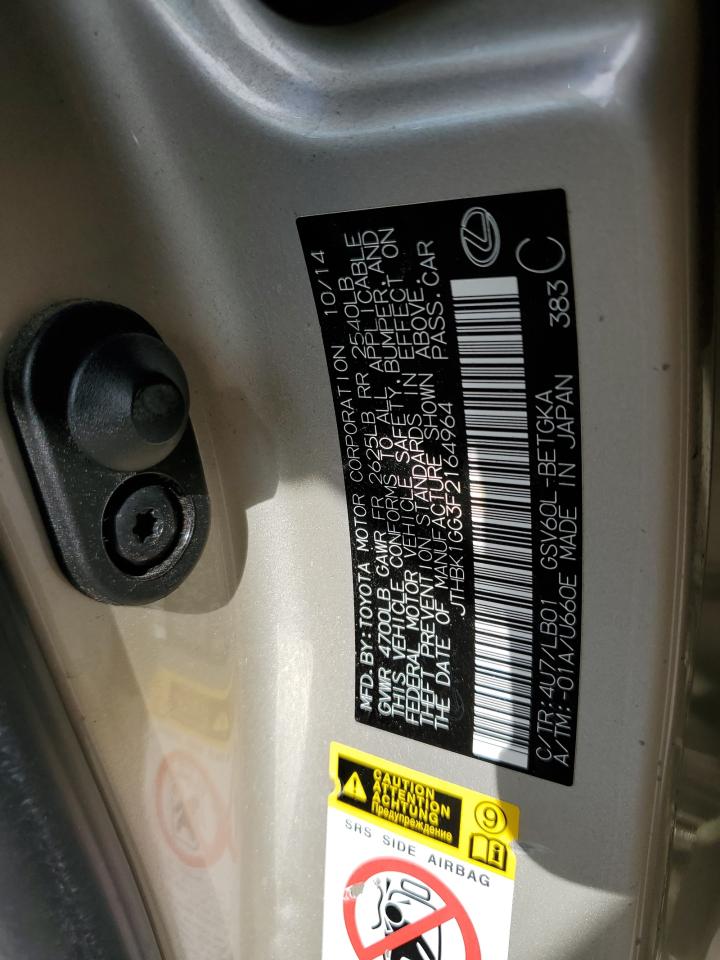 MFD. BY: TOYOTA MOTOR CORPORATION 10/14
GVWR 4700LB GAWR FR 2625LB RR 2540LB
THIS VEHICLE CONFORMS TO ALL APPLICABLE
FEDERAL MOTOR VEHICLE SAFETY, BUMPER, AND
THEFT PREVENTION STANDARDS IN EFFECT ON
THE DATE OF MANUFACTURE SHOWN ABOVE.
JTHBK1GG3F2164964 PASS. CAR
C/TR: 4U7/LB01 GSV60L-BETGKA
A/TM: -01A/U660E MADE IN JAPAN 383 C
CAUTION
ATTENTION
ACHTUNG
Предупреждение
9
i
SRS SIDE AIRBAG